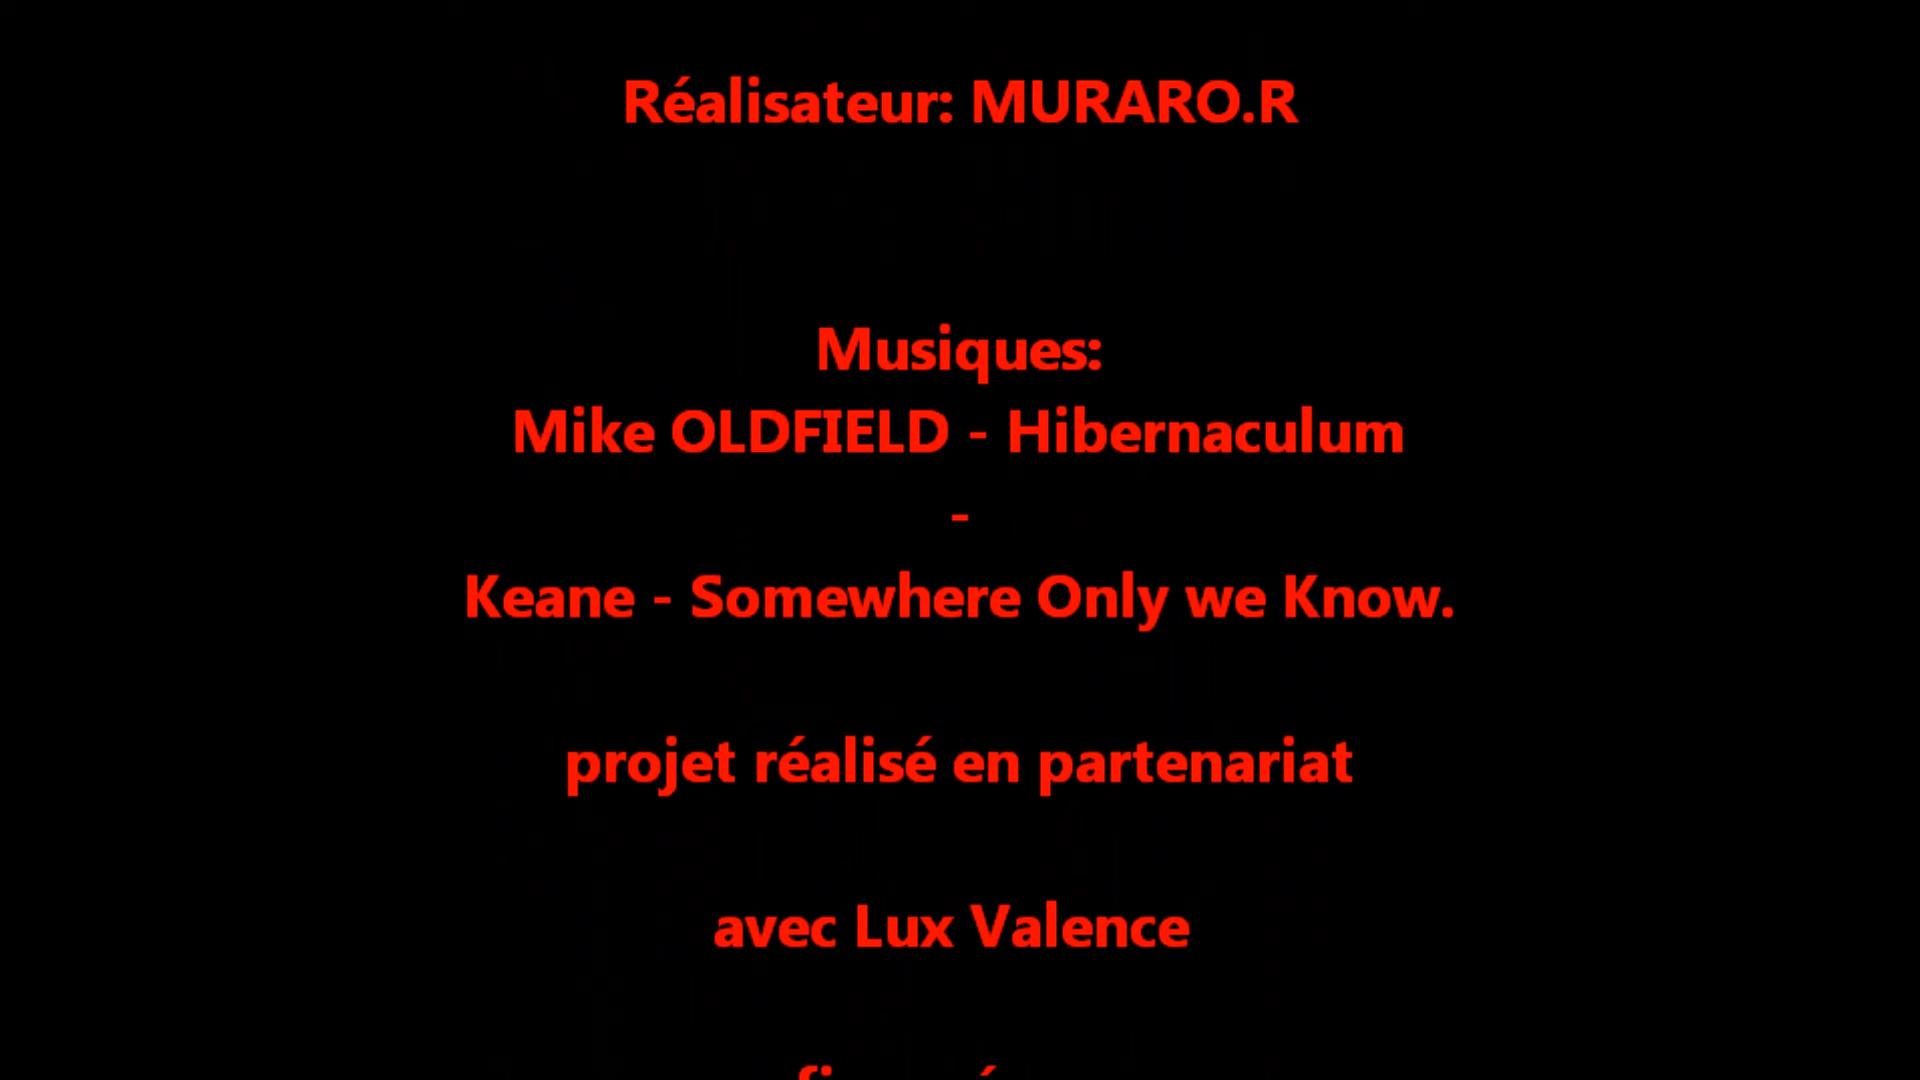 Réalisateur: MURARO.R
Musiques:
Mike OLDFIELD - Hibernaculum
-
Keane - Somewhere Only we Know.
projet réalisé en partenariat
avec Lux Valence